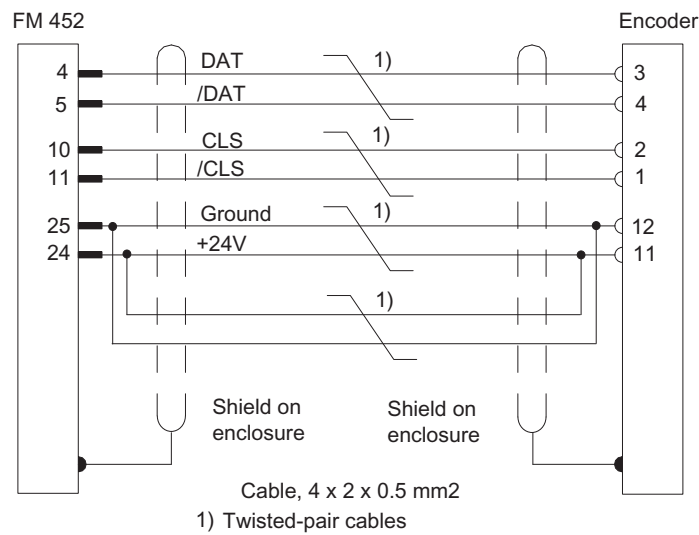 FM 452 Encoder
4 DAT 1) 3
5 /DAT 4
10 CLS 1) 2
11 /CLS 1
25 Ground 1) 12
24 +24V 11
1)
Shield on enclosure
Shield on enclosure
Cable, 4 x 2 x 0.5 mm2
1) Twisted-pair cables